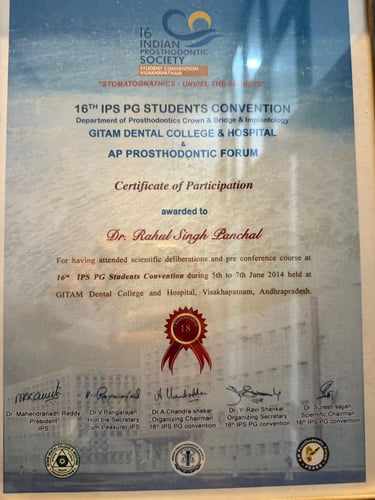 16
INDIAN
PROSTHODONTIC
SOCIETY
STUDENT CONVENTION
VISAKHAPATNAM
"STOMATOGNATHICS - UNVIEL THE
16TH IPS PG STUDENTS CONVENTION
Department of Prosthodontics Crown & Bridge & Implantology
GITAM DENTAL COLLEGE & HOSPITAL
&
AP PROSTHODONTIC FORUM
Certificate of Participation
awarded to
Dr. Rahul Singh Panchal
For having attended scientific deliberations and pre conference course at
16th IPS PG Students Convention during 5th to 7th June 2014 held at
GITAM Dental College and Hospital, Visakhapatnam, Andhrapradesh.
18
Dr. Mahendranadh Reddy
President
IPS
Dr.V.Rangarajan
Hon'ble Secretary
cum treasurer IPS
Dr.A.Chandra shekar
Organizing Chairman
16th IPS PG convention
Dr. Y. Ravi Shankar
Organizing Secretary
16th IPS PG convention
Dr. Suresh sajjan
Scientific Chairman
16th IPS PG convention